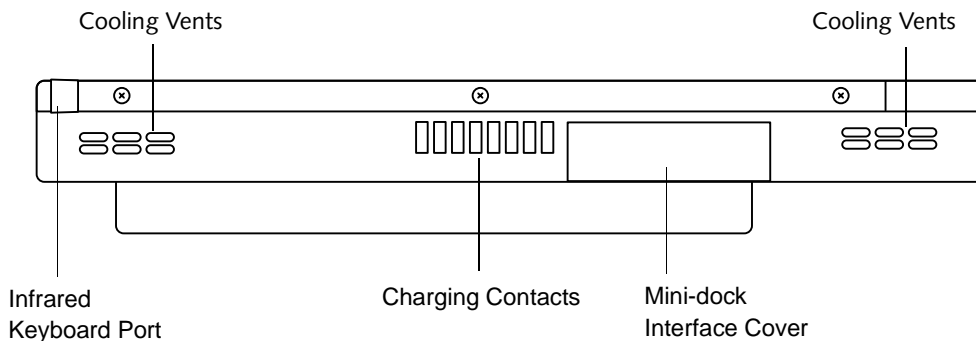 Cooling Vents
Cooling Vents
Infrared
Keyboard Port
Charging Contacts
Mini-dock
Interface Cover